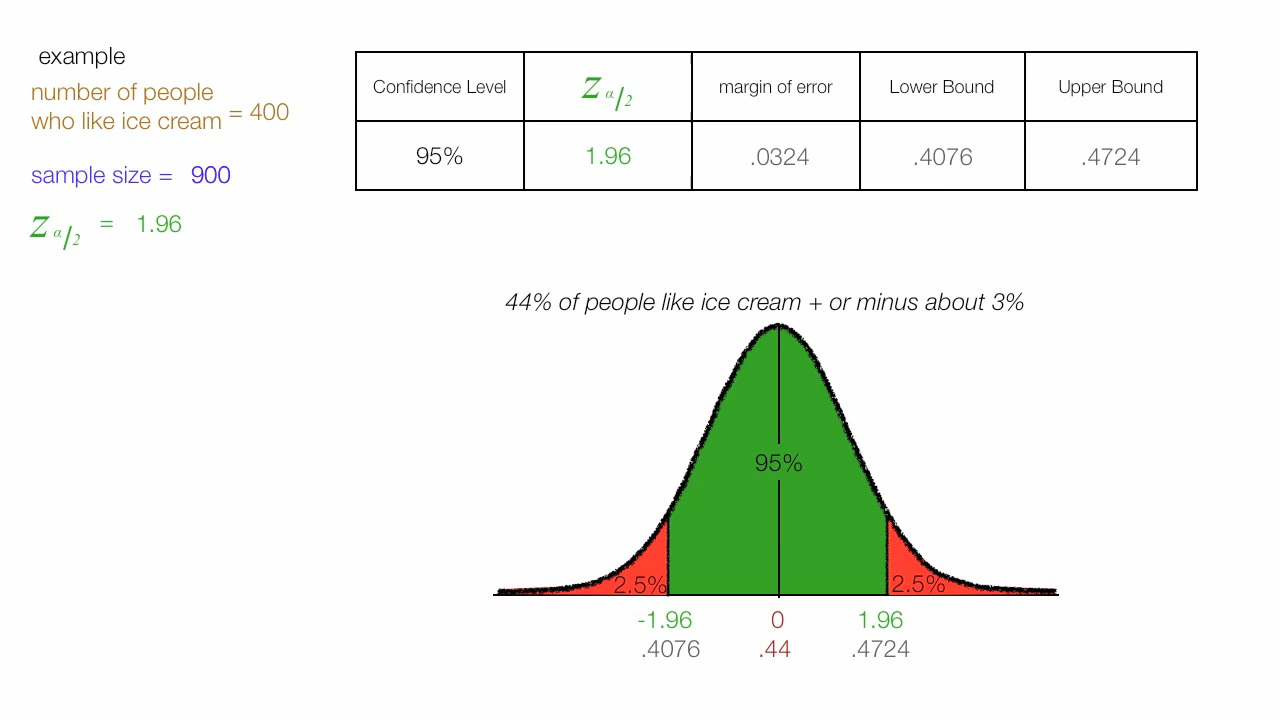 example
number of people
who like ice cream = 400
sample size = 900
z α/2 = 1.96
Confidence Level z α/2 margin of error Lower Bound Upper Bound
95% 1.96 .0324 .4076 .4724
44% of people like ice cream + or minus about 3%
95%
2.5% 2.5%
-1.96 0 1.96
.4076 .44 .4724